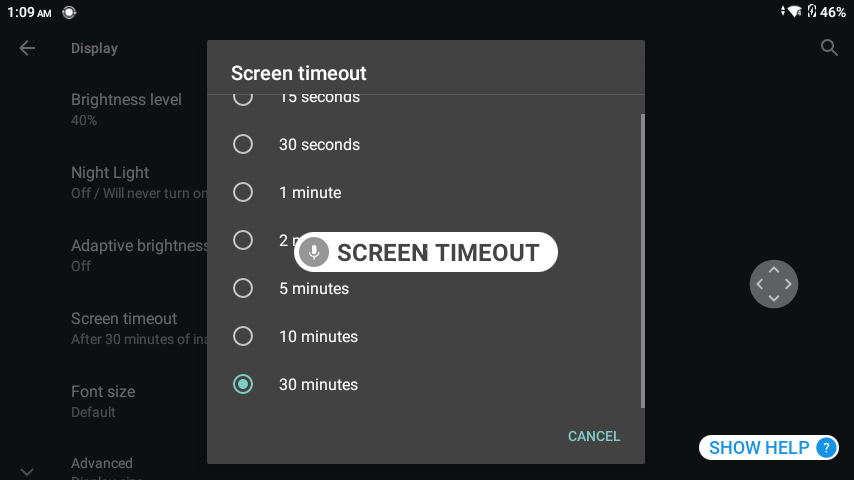 1:09 AM
46%
Display
Brightness level
40%
Night Light
Off / Will never turn on
Adaptive brightness
Off
Screen timeout
After 30 minutes of
Font size
Default
Advanced
Screen timeout
15 seconds
30 seconds
1 minute
2
SCREEN TIMEOUT
5 minutes
10 minutes
30 minutes
CANCEL
SHOW HELP ?